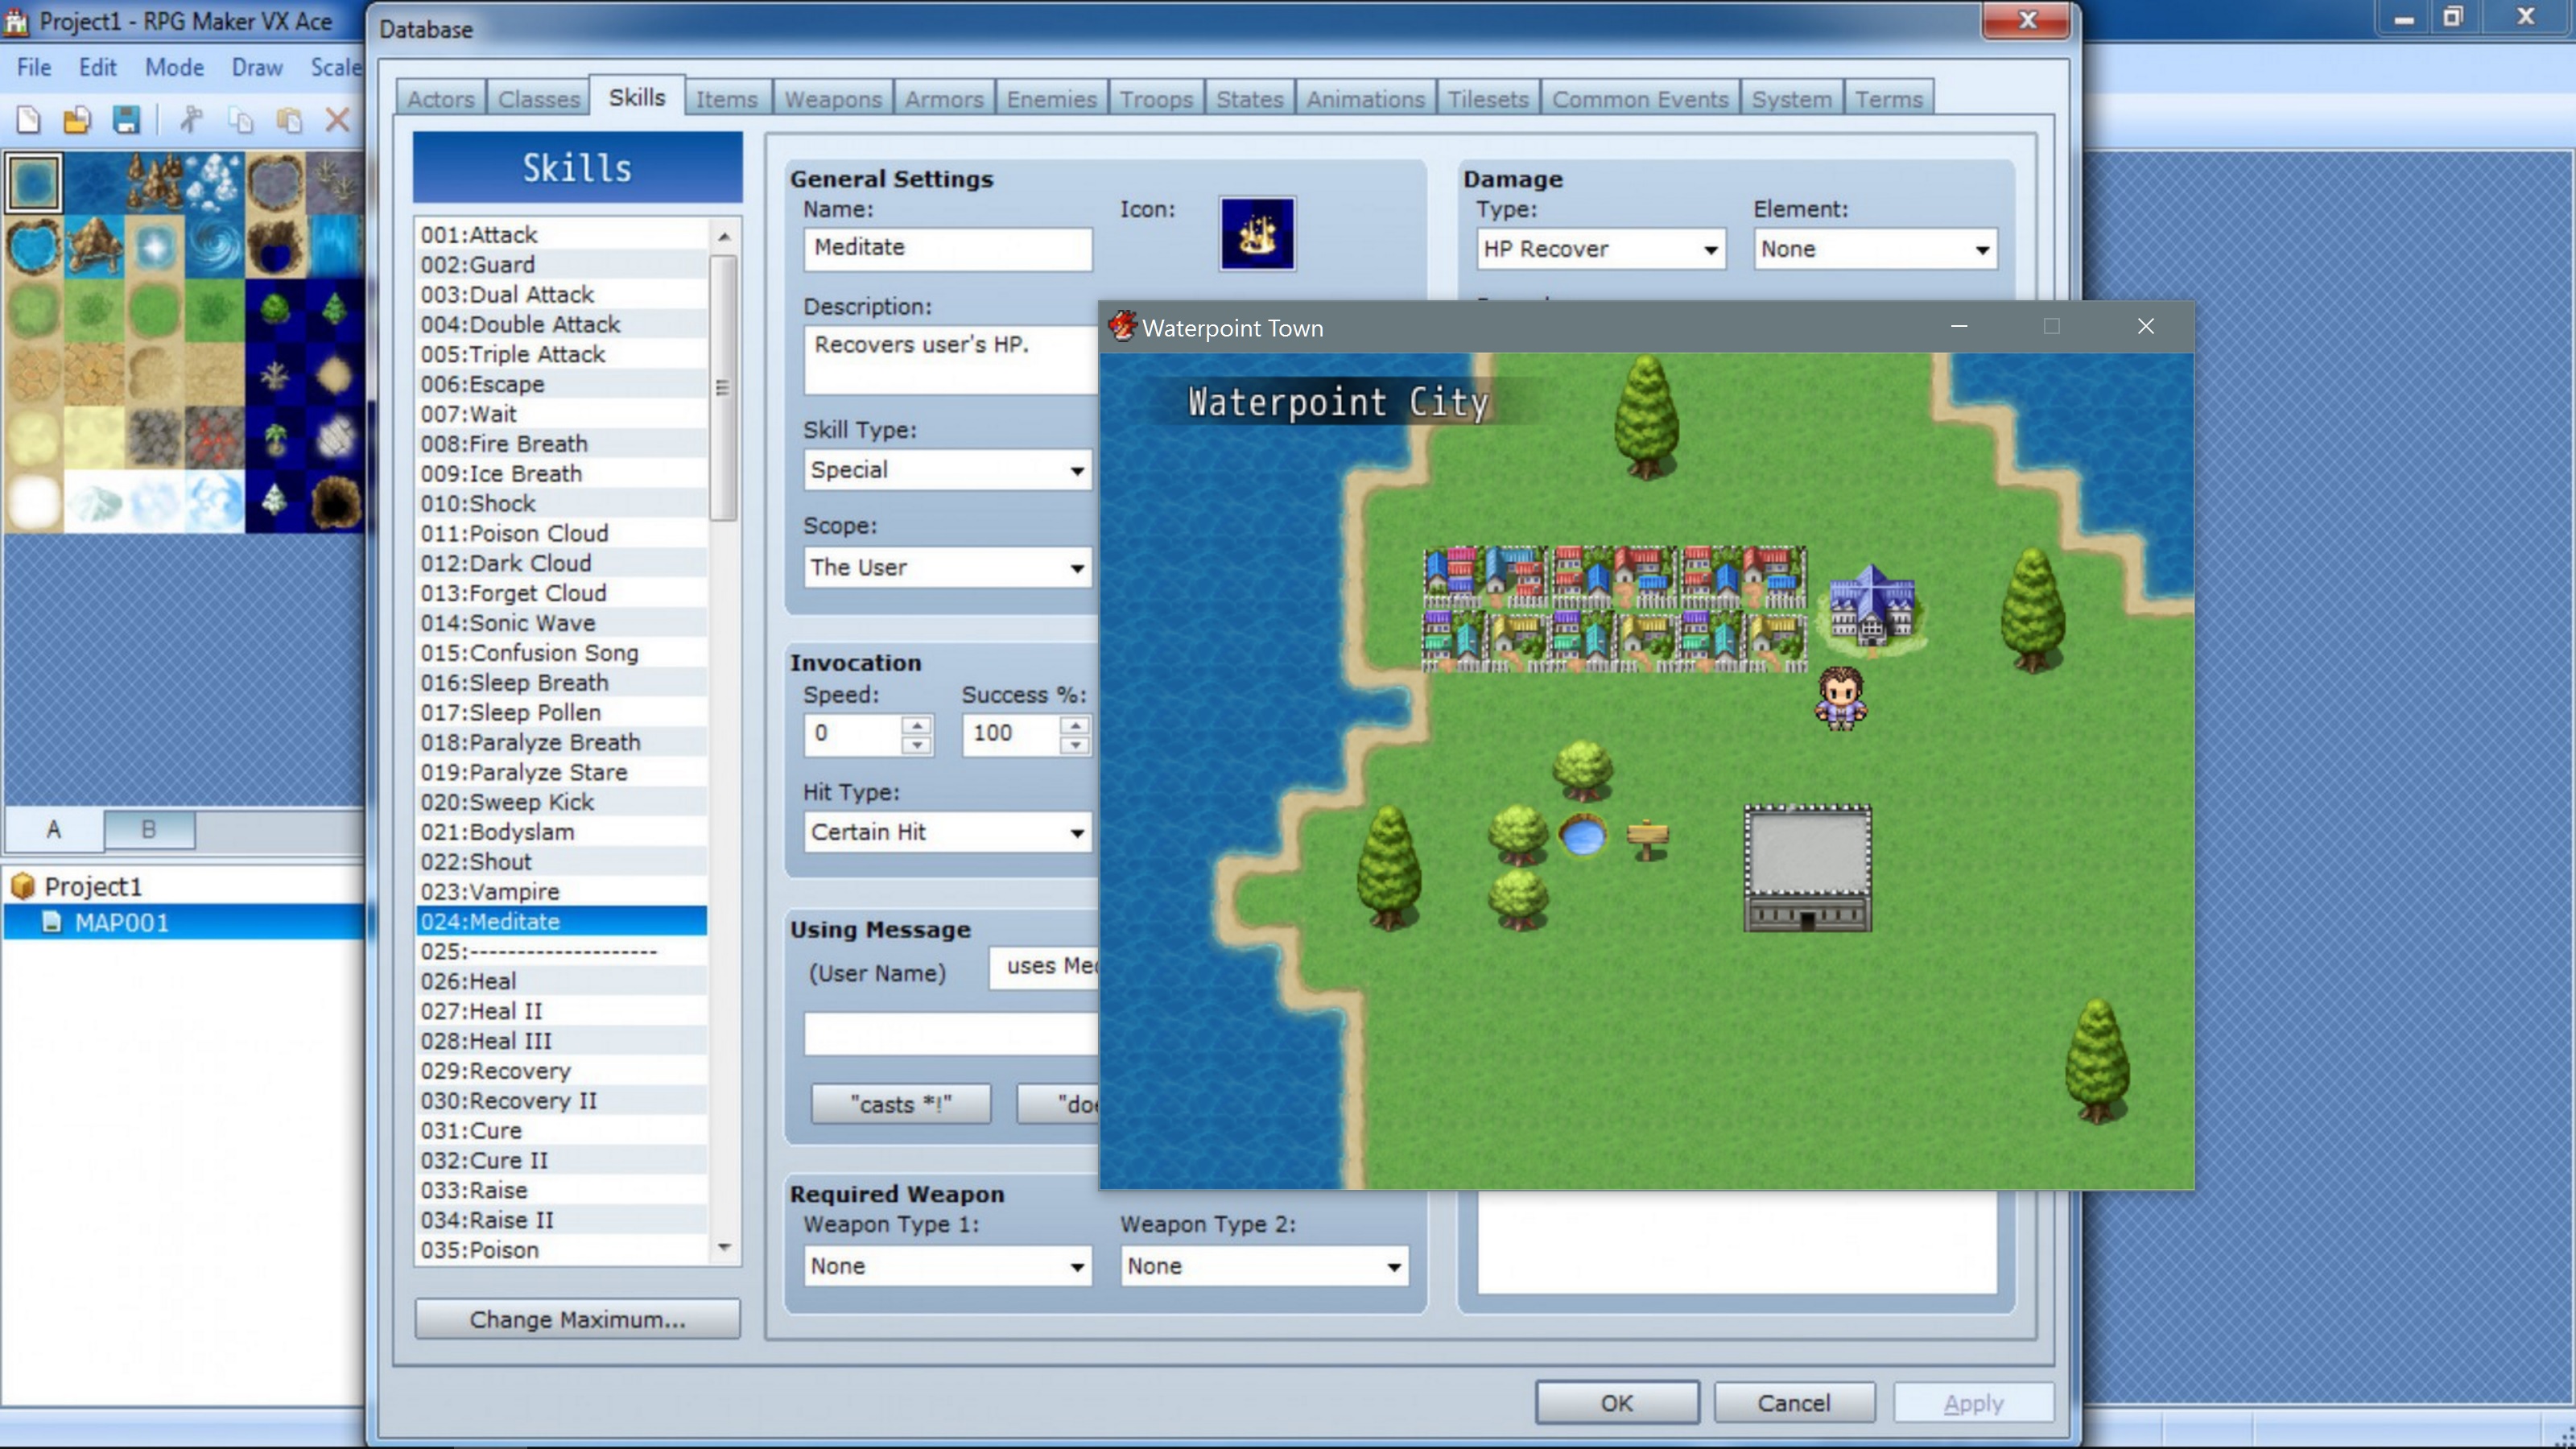 Project1 - RPG Maker VX Ace
File Edit Mode Draw Scale
A B
Project1
MAP001
Database
Actors Classes Skills Items Weapons Armors Enemies Troops States Animations Tilesets Common Events System Terms
Skills
001:Attack
002:Guard
003:Dual Attack
004:Double Attack
005:Triple Attack
006:Escape
007:Wait
008:Fire Breath
009:Ice Breath
010:Shock
011:Poison Cloud
012:Dark Cloud
013:Forget Cloud
014:Sonic Wave
015:Confusion Song
016:Sleep Breath
017:Sleep Pollen
018:Paralyze Breath
019:Paralyze Stare
020:Sweep Kick
021:Bodyslam
022:Shout
023:Vampire
024:Meditate
025:--------------------
026:Heal
027:Heal II
028:Heal III
029:Recovery
030:Recovery II
031:Cure
032:Cure II
033:Raise
034:Raise II
035:Poison
Change Maximum...
General Settings
Name: Icon:
Meditate
Description:
Recovers user's HP.
Skill Type:
Special
Scope:
The User
Invocation
Speed: Success %:
0 100
Hit Type:
Certain Hit
Using Message
(User Name) uses
"casts *!"
Required Weapon
Weapon Type 1: Weapon Type 2:
None None
Damage
Type: Element:
HP Recover None
Waterpoint Town
Waterpoint City
OK Cancel Apply